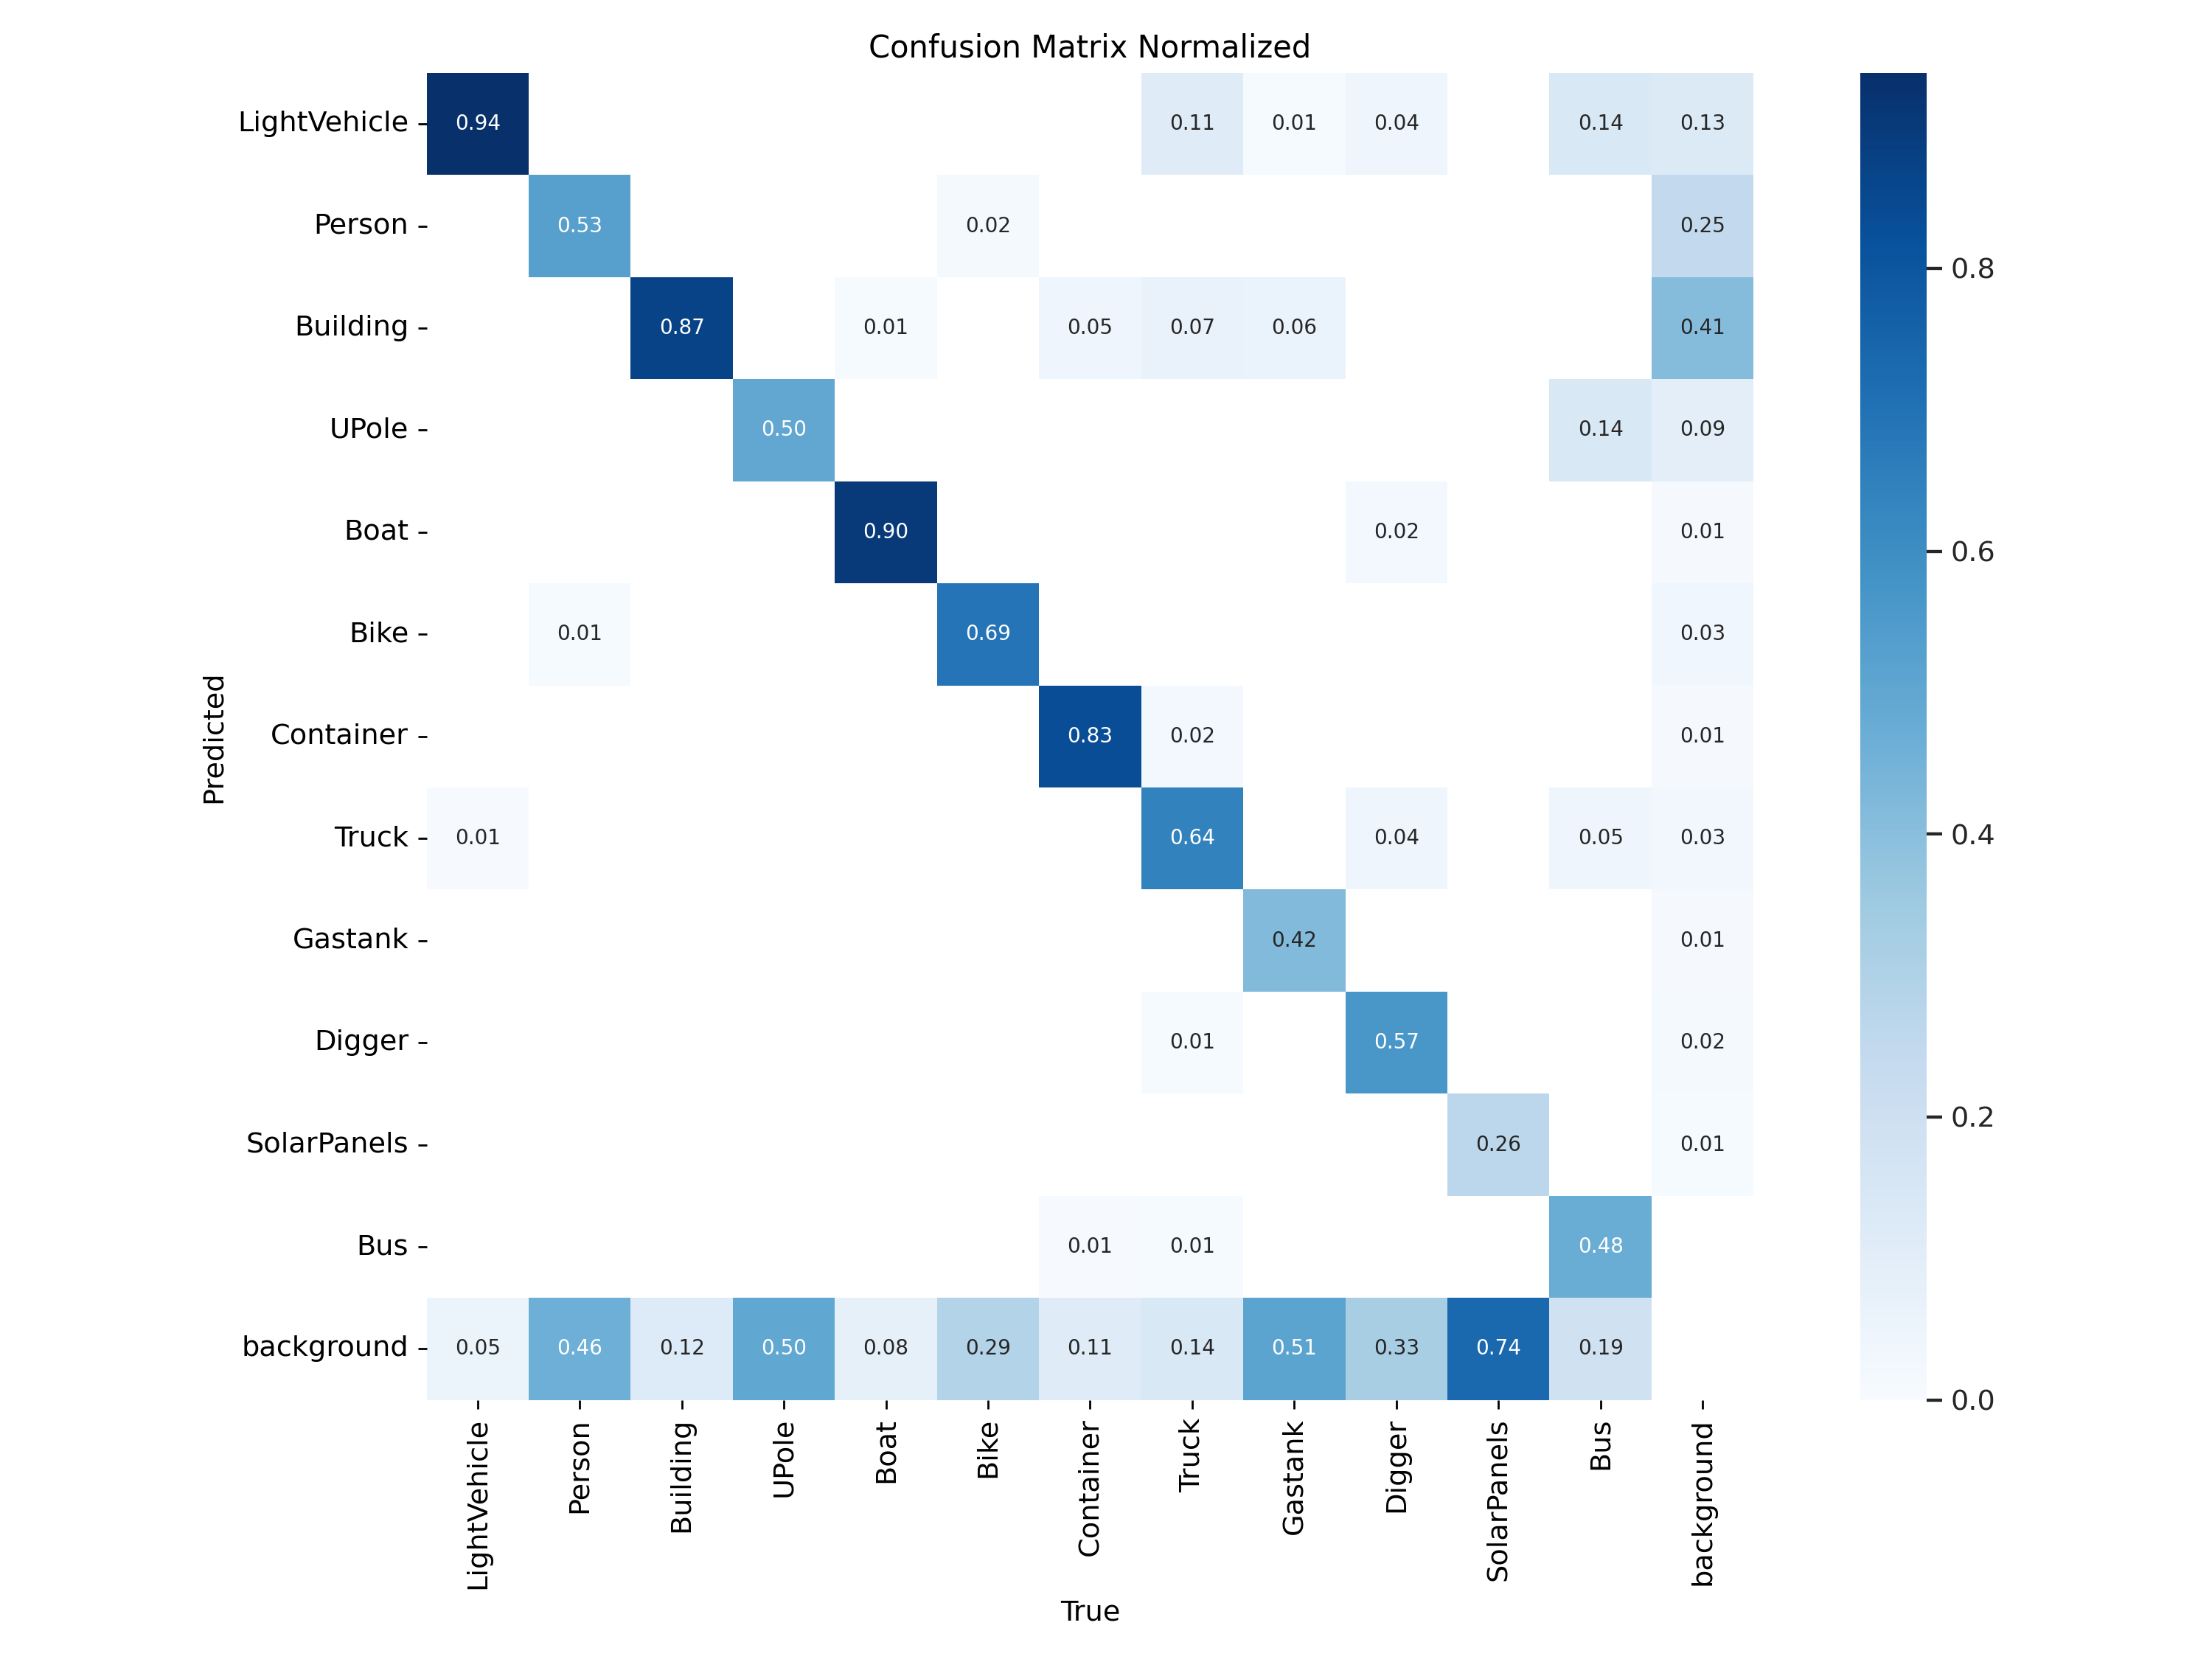 Confusion Matrix Normalized
LightVehicle 0.94 0.11 0.01 0.04 0.14 0.13
Person 0.53 0.02 0.25
Building 0.87 0.01 0.05 0.07 0.06 0.41
UPole 0.50 0.14 0.09
Boat 0.90 0.02 0.01
Bike 0.01 0.69 0.03
Container 0.83 0.02 0.01
Truck 0.01 0.64 0.04 0.05 0.03
Gastank 0.42 0.01
Digger 0.01 0.57 0.02
SolarPanels 0.26 0.01
Bus 0.01 0.01 0.48
background 0.05 0.46 0.12 0.50 0.08 0.29 0.11 0.14 0.51 0.33 0.74 0.19
Predicted
LightVehicle Person Building UPole Boat Bike Container Truck Gastank Digger SolarPanels Bus background
True
0.8
0.6
0.4
0.2
0.0